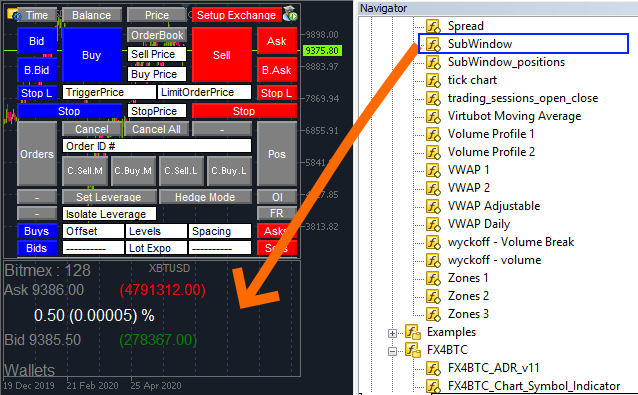 Time Balance Price Setup Exchange
Bid Buy OrderBook Sell Ask
9898.00
Sell Price
9375.80
B.Bid Buy Price B.Ask
8883.97
Stop L TriggerPrice LimitOrderPrice Stop L
7869.94
Stop StopPrice Stop
Cancel Cancel All -
6855.91
Orders Order ID # Pos
C.Sell.M C.Buy.M C.Sell.L C.Buy.L
- Set Leverage Hedge Mode OI
- Isolate Leverage FR
3813.82
Buys Offset Levels Spacing Asks
Bids ---------- Lot Expo ----------
Bitmex : 128 XBTUSD
Ask 9386.00 (4791312.00)
0.50 (0.00005) %
Bid 9385.50 (278367.00)
Wallets
19 Dec 2019 21 Feb 2020 25 Apr 2020
Navigator
Spread
SubWindow
SubWindow_positions
tick chart
trading_sessions_open_close
Virtubot Moving Average
Volume Profile 1
Volume Profile 2
VWAP 1
VWAP 2
VWAP Adjustable
VWAP Daily
wyckoff - Volume Break
wyckoff - volume
Zones 1
Zones 2
Zones 3
Examples
FX4BTC
FX4BTC_ADR_v11
FX4BTC_Chart_Symbol_Indicator